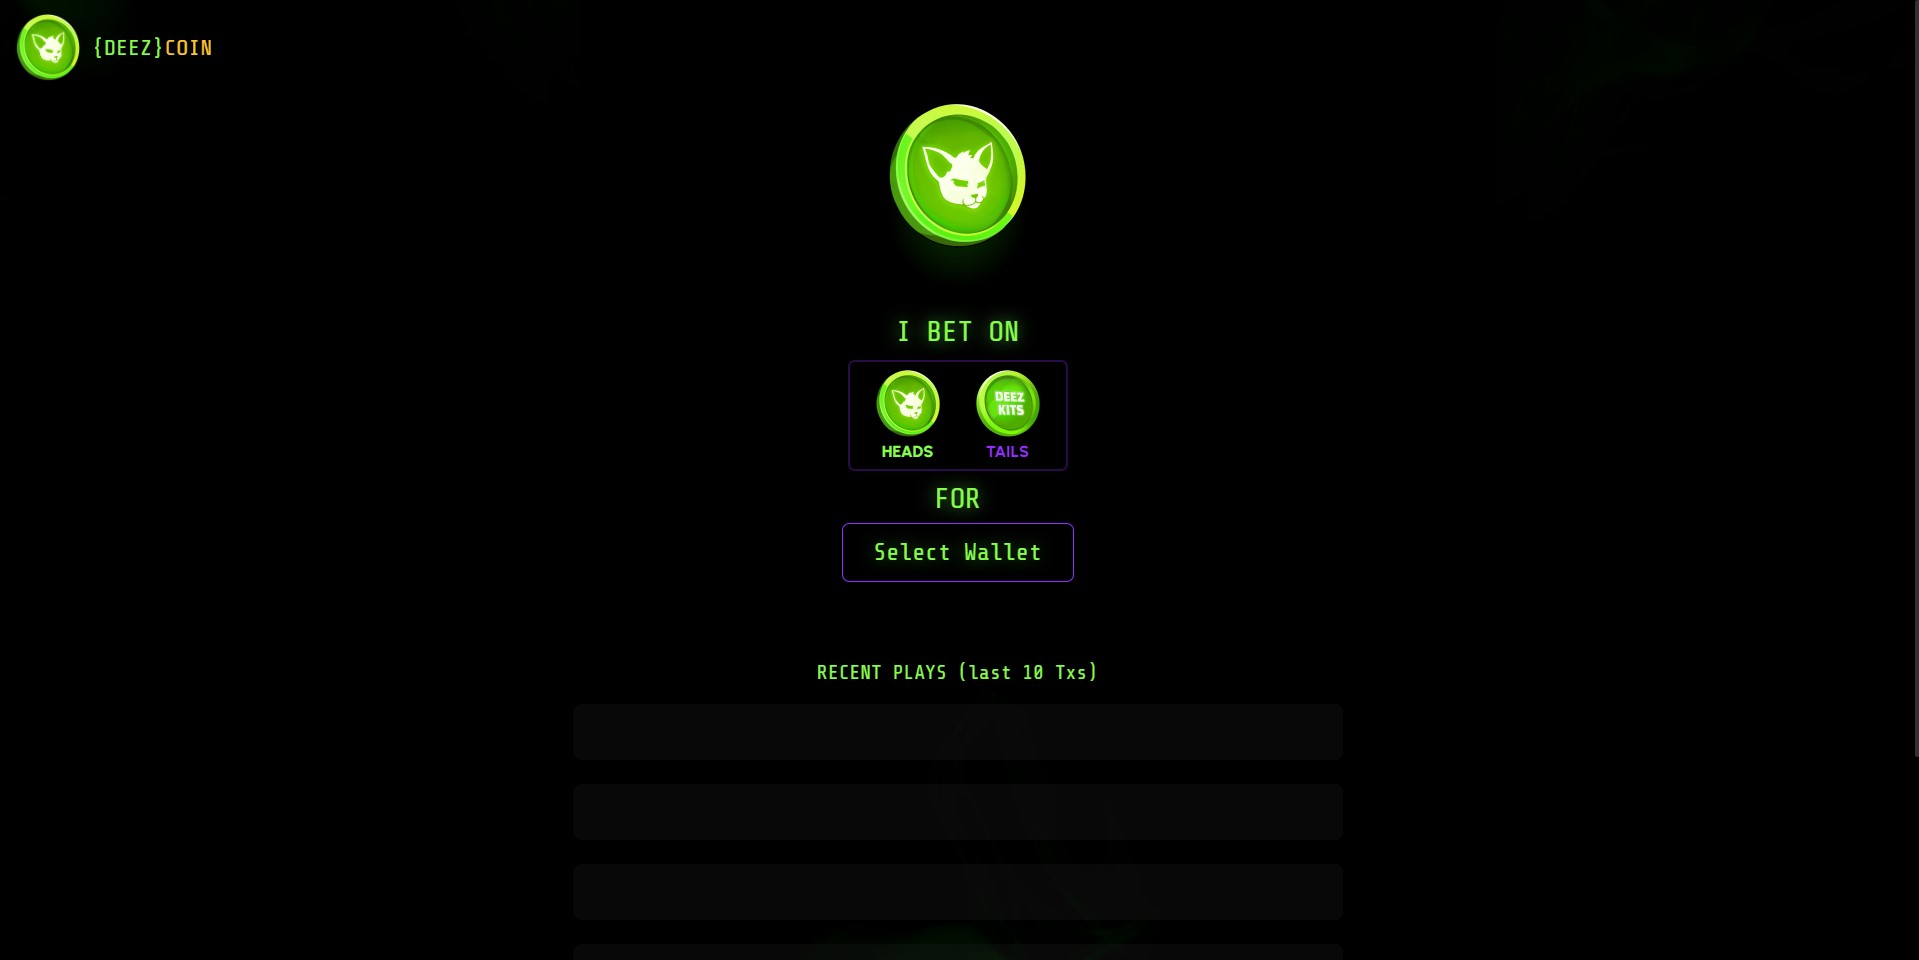 {DEEZ}COIN
I BET ON
DEEZ
KITS
HEADS
TAILS
FOR
Select Wallet
RECENT PLAYS (last 10 Txs)